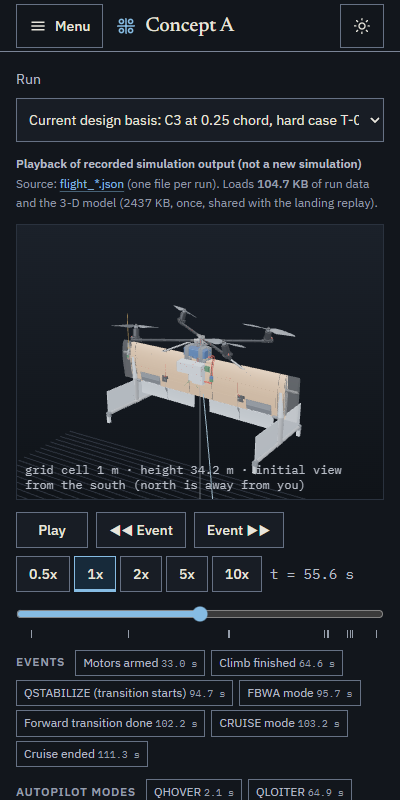 Menu
Concept A
Run
Current design basis: C3 at 0.25 chord, hard case T-0
Playback of recorded simulation output (not a new simulation)
Source: flight_*.json (one file per run). Loads 104.7 KB of run data
and the 3-D model (2437 KB, once, shared with the landing replay).
grid cell 1 m · height 34.2 m · initial view
from the south (north is away from you)
Play
◀◀ Event
Event ▶▶
0.5x
1x
2x
5x
10x
t = 55.6 s
EVENTS
Motors armed 33.0 s
Climb finished 64.6 s
QSTABILIZE (transition starts) 94.7 s
FBWA mode 95.7 s
Forward transition done 102.2 s
CRUISE mode 103.2 s
Cruise ended 111.3 s
AUTOPILOT MODES
QHOVER 2.1 s
QLOITER 64.9 s